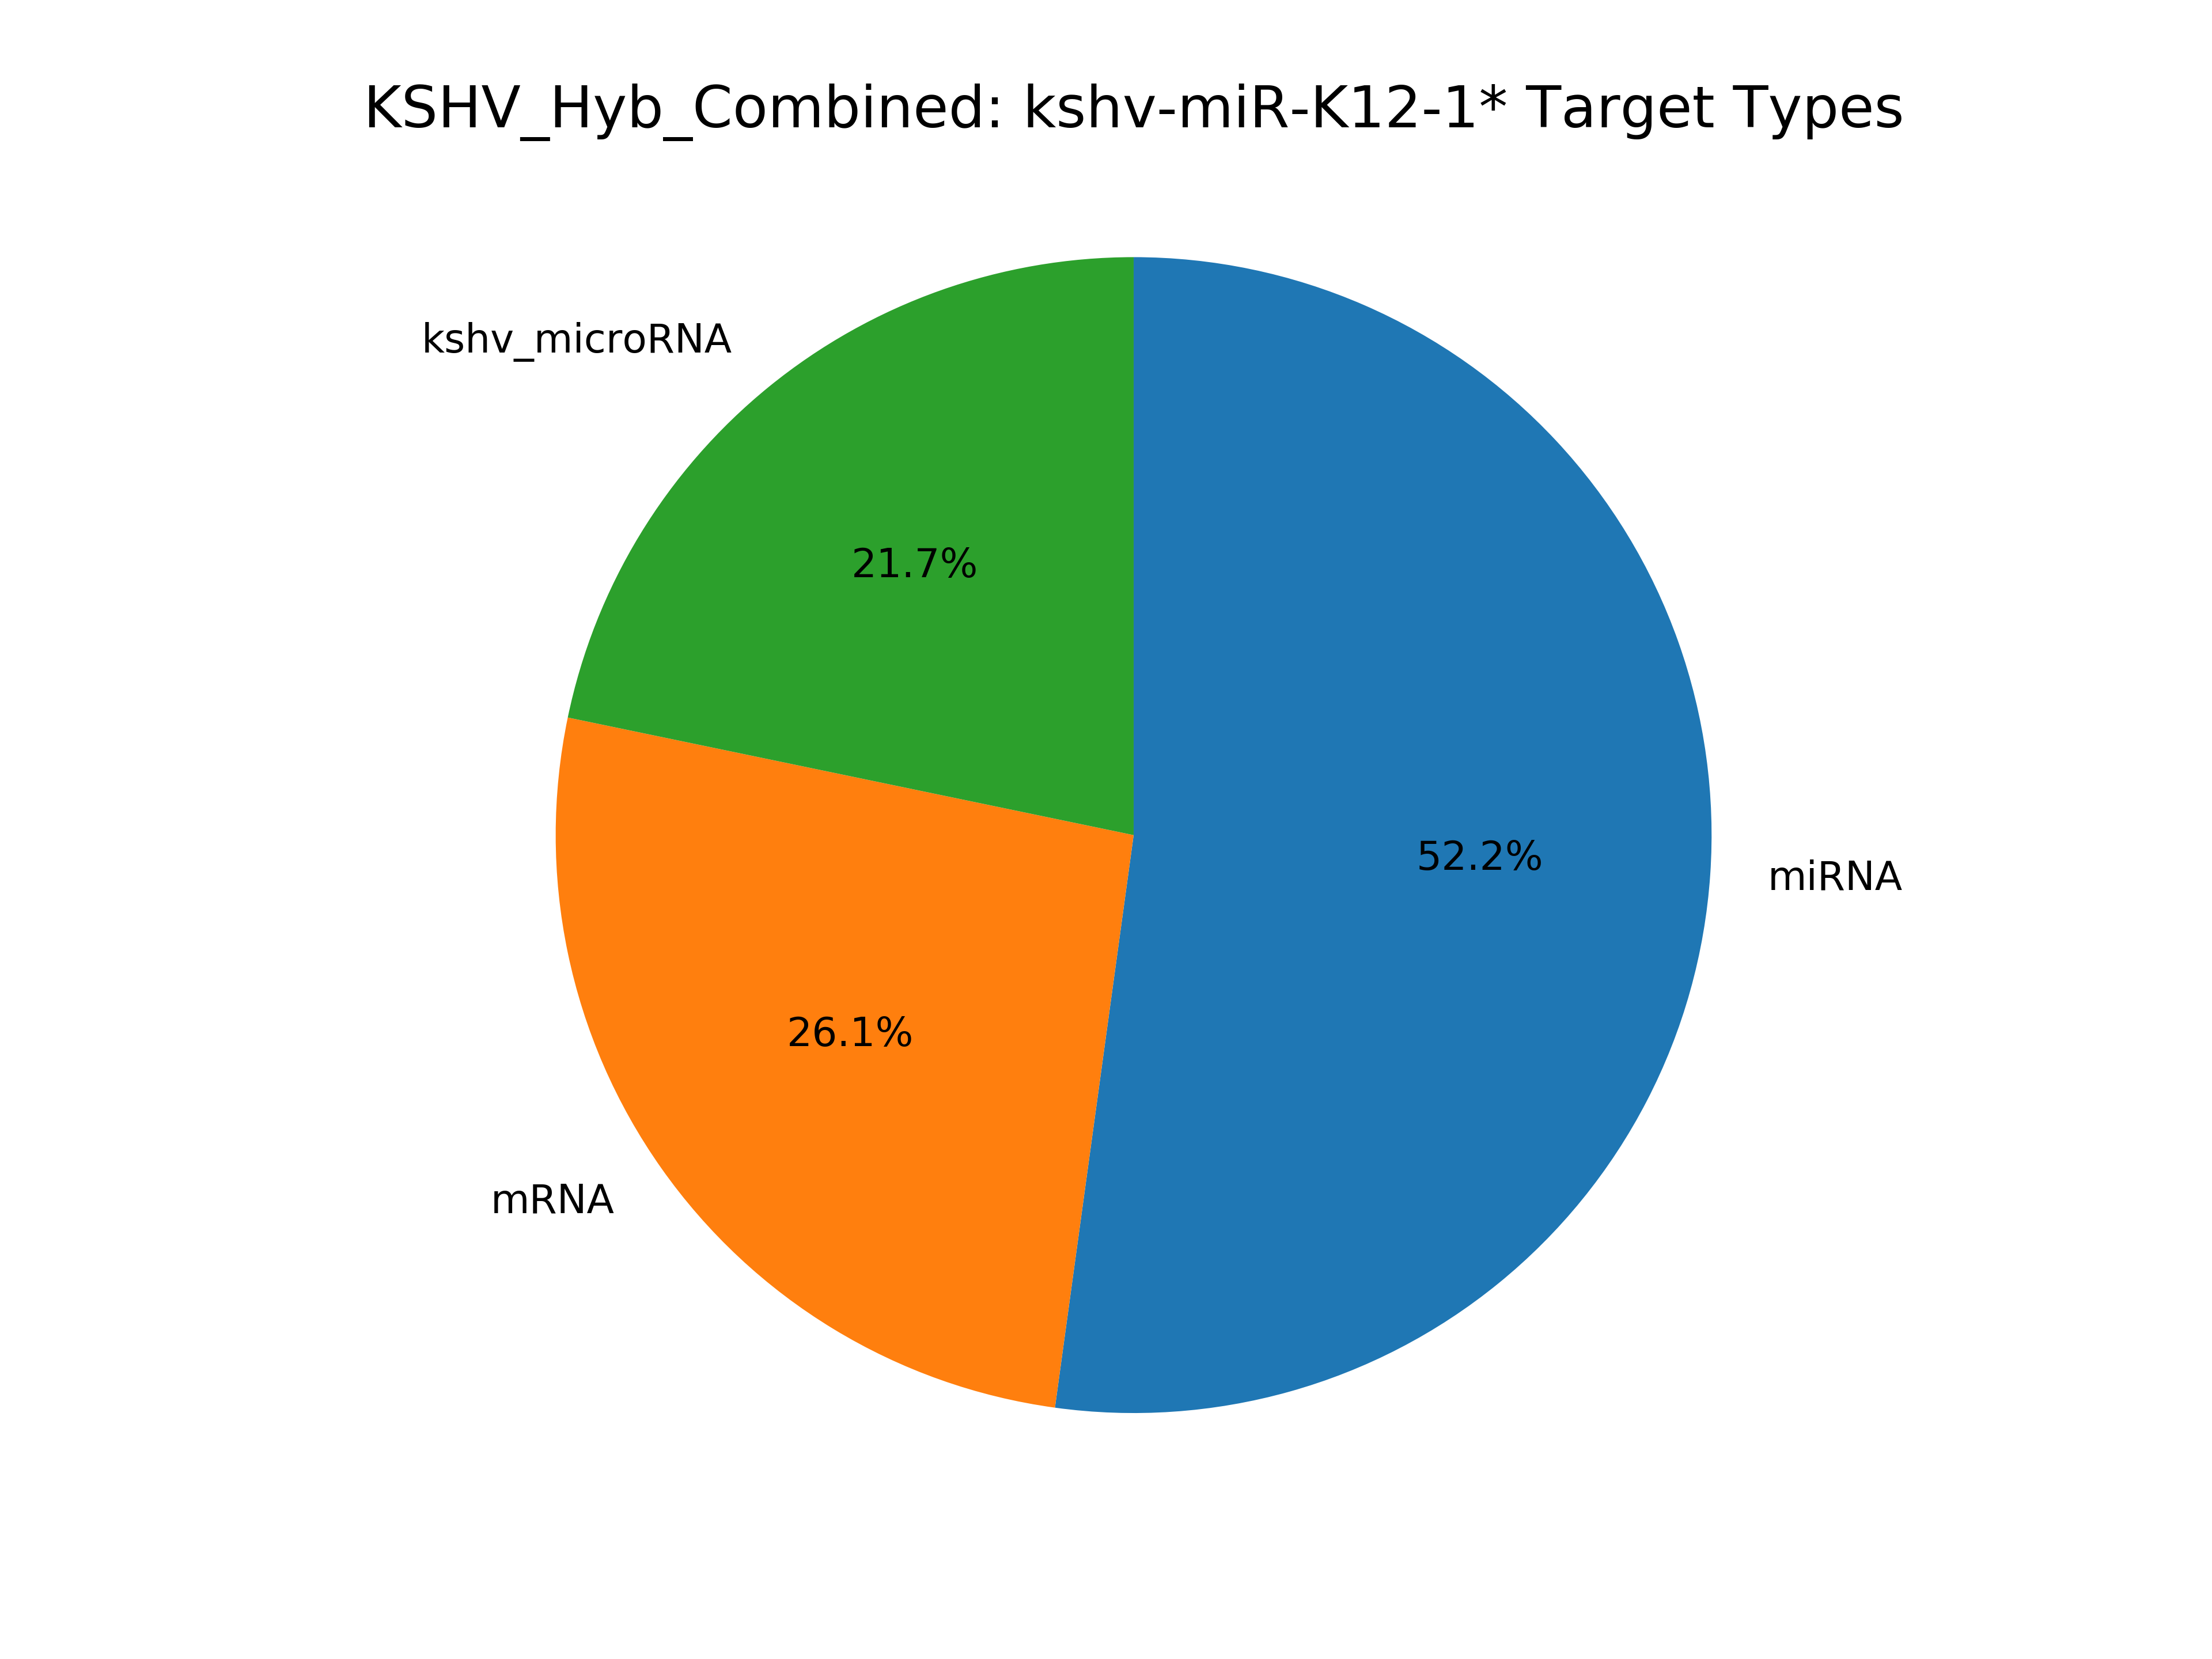 KSHV_Hyb_Combined: kshv-miR-K12-1* Target Types
kshv_microRNA
21.7%
52.2%
miRNA
26.1%
mRNA